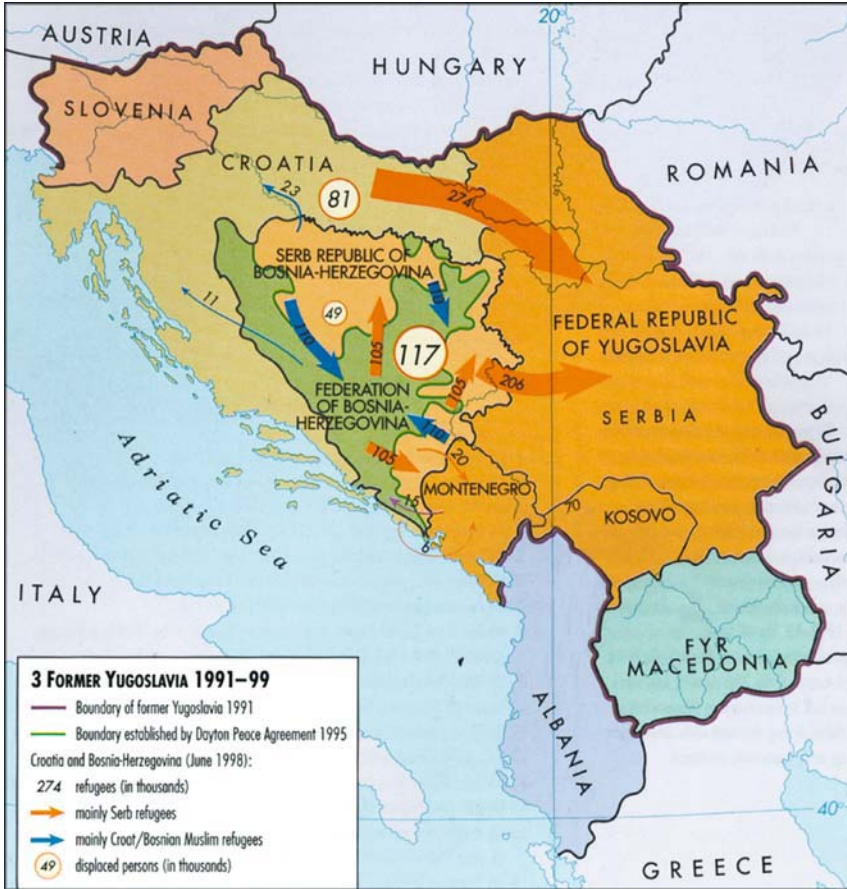 20°
AUSTRIA
HUNGARY
SLOVENIA
CROATIA
ROMANIA
23
81
274
SERB REPUBLIC OF
BOSNIA-HERZEGOVINA
11
110
49
110
105
117
FEDERAL REPUBLIC
OF YUGOSLAVIA
FEDERATION
OF BOSNIA-
HERZEGOVINA
105
206
SERBIA
110
105
20
MONTENEGRO
15
6
70
KOSOVO
BULGARIA
Adriatic Sea
ITALY
FYR
MACEDONIA
ALBANIA
40°
GREECE
3 FORMER YUGOSLAVIA 1991–99
Boundary of former Yugoslavia 1991
Boundary established by Dayton Peace Agreement 1995
Croatia and Bosnia-Herzegovina (June 1998):
274 refugees (in thousands)
mainly Serb refugees
mainly Croat/Bosnian Muslim refugees
49 displaced persons (in thousands)